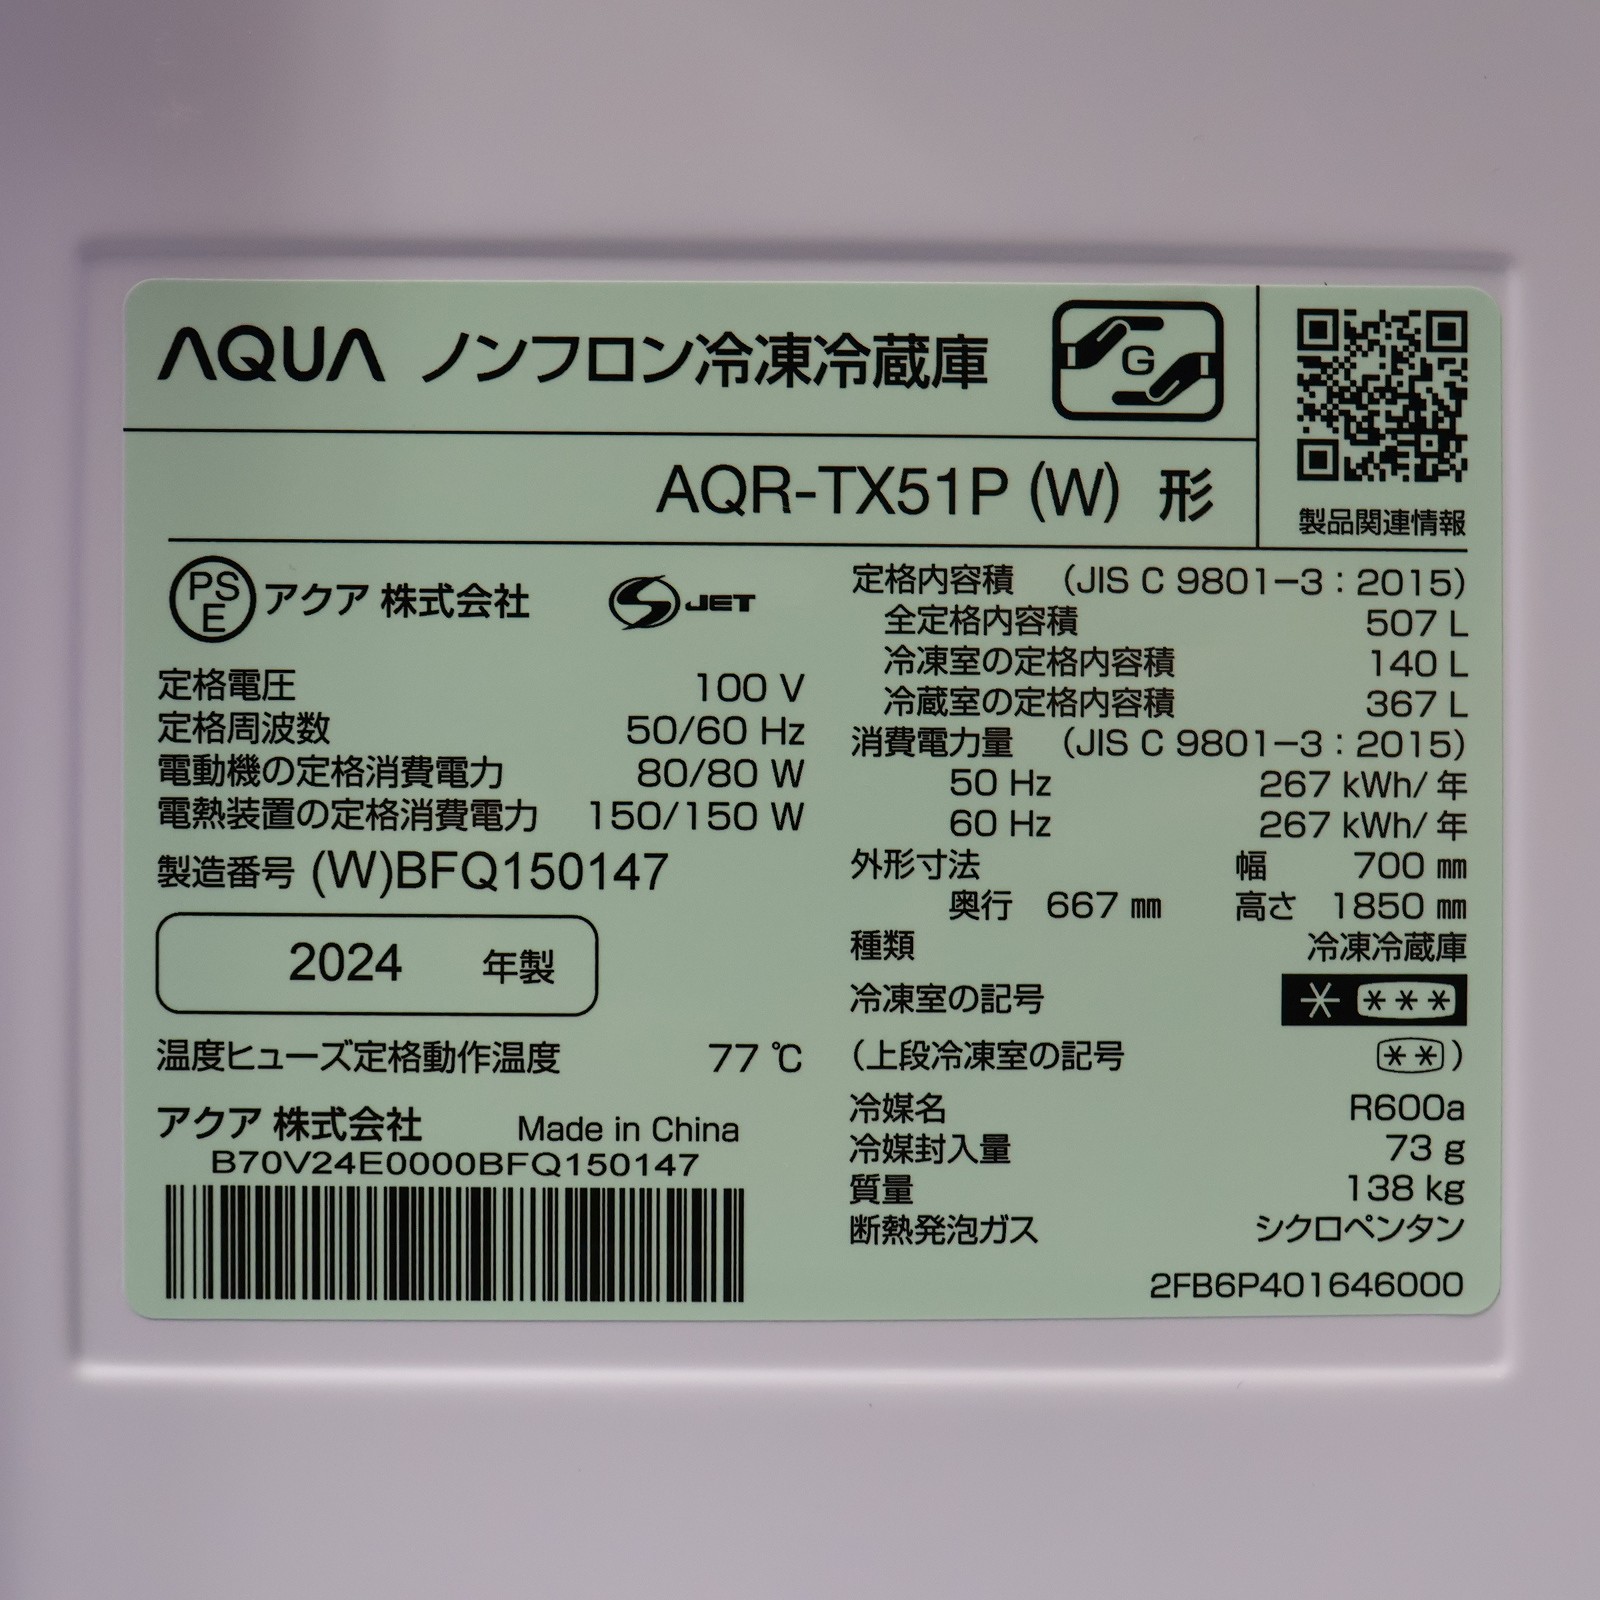 AQUA ノンフロン冷凍冷蔵庫
G
AQR-TX51P (W) 形
製品関連情報
PSE アクア 株式会社
S JET
定格電圧 100 V
定格周波数 50/60 Hz
電動機の定格消費電力 80/80 W
電熱装置の定格消費電力 150/150 W
製造番号 (W)BFQ150147
2024 年製
温度ヒューズ定格動作温度 77 ℃
アクア 株式会社 Made in China
B70V24E0000BFQ150147
定格内容積 (JIS C 9801−3：2015)
全定格内容積 507 L
冷凍室の定格内容積 140 L
冷蔵室の定格内容積 367 L
消費電力量 (JIS C 9801−3：2015)
50 Hz 267 kWh/年
60 Hz 267 kWh/年
外形寸法 幅 700 ㎜
奥行 667 ㎜ 高さ 1850 ㎜
種類 冷凍冷蔵庫
冷凍室の記号 * ***
(上段冷凍室の記号 **)
冷媒名 R600a
冷媒封入量 73 g
質量 138 kg
断熱発泡ガス シクロペンタン
2FB6P401646000